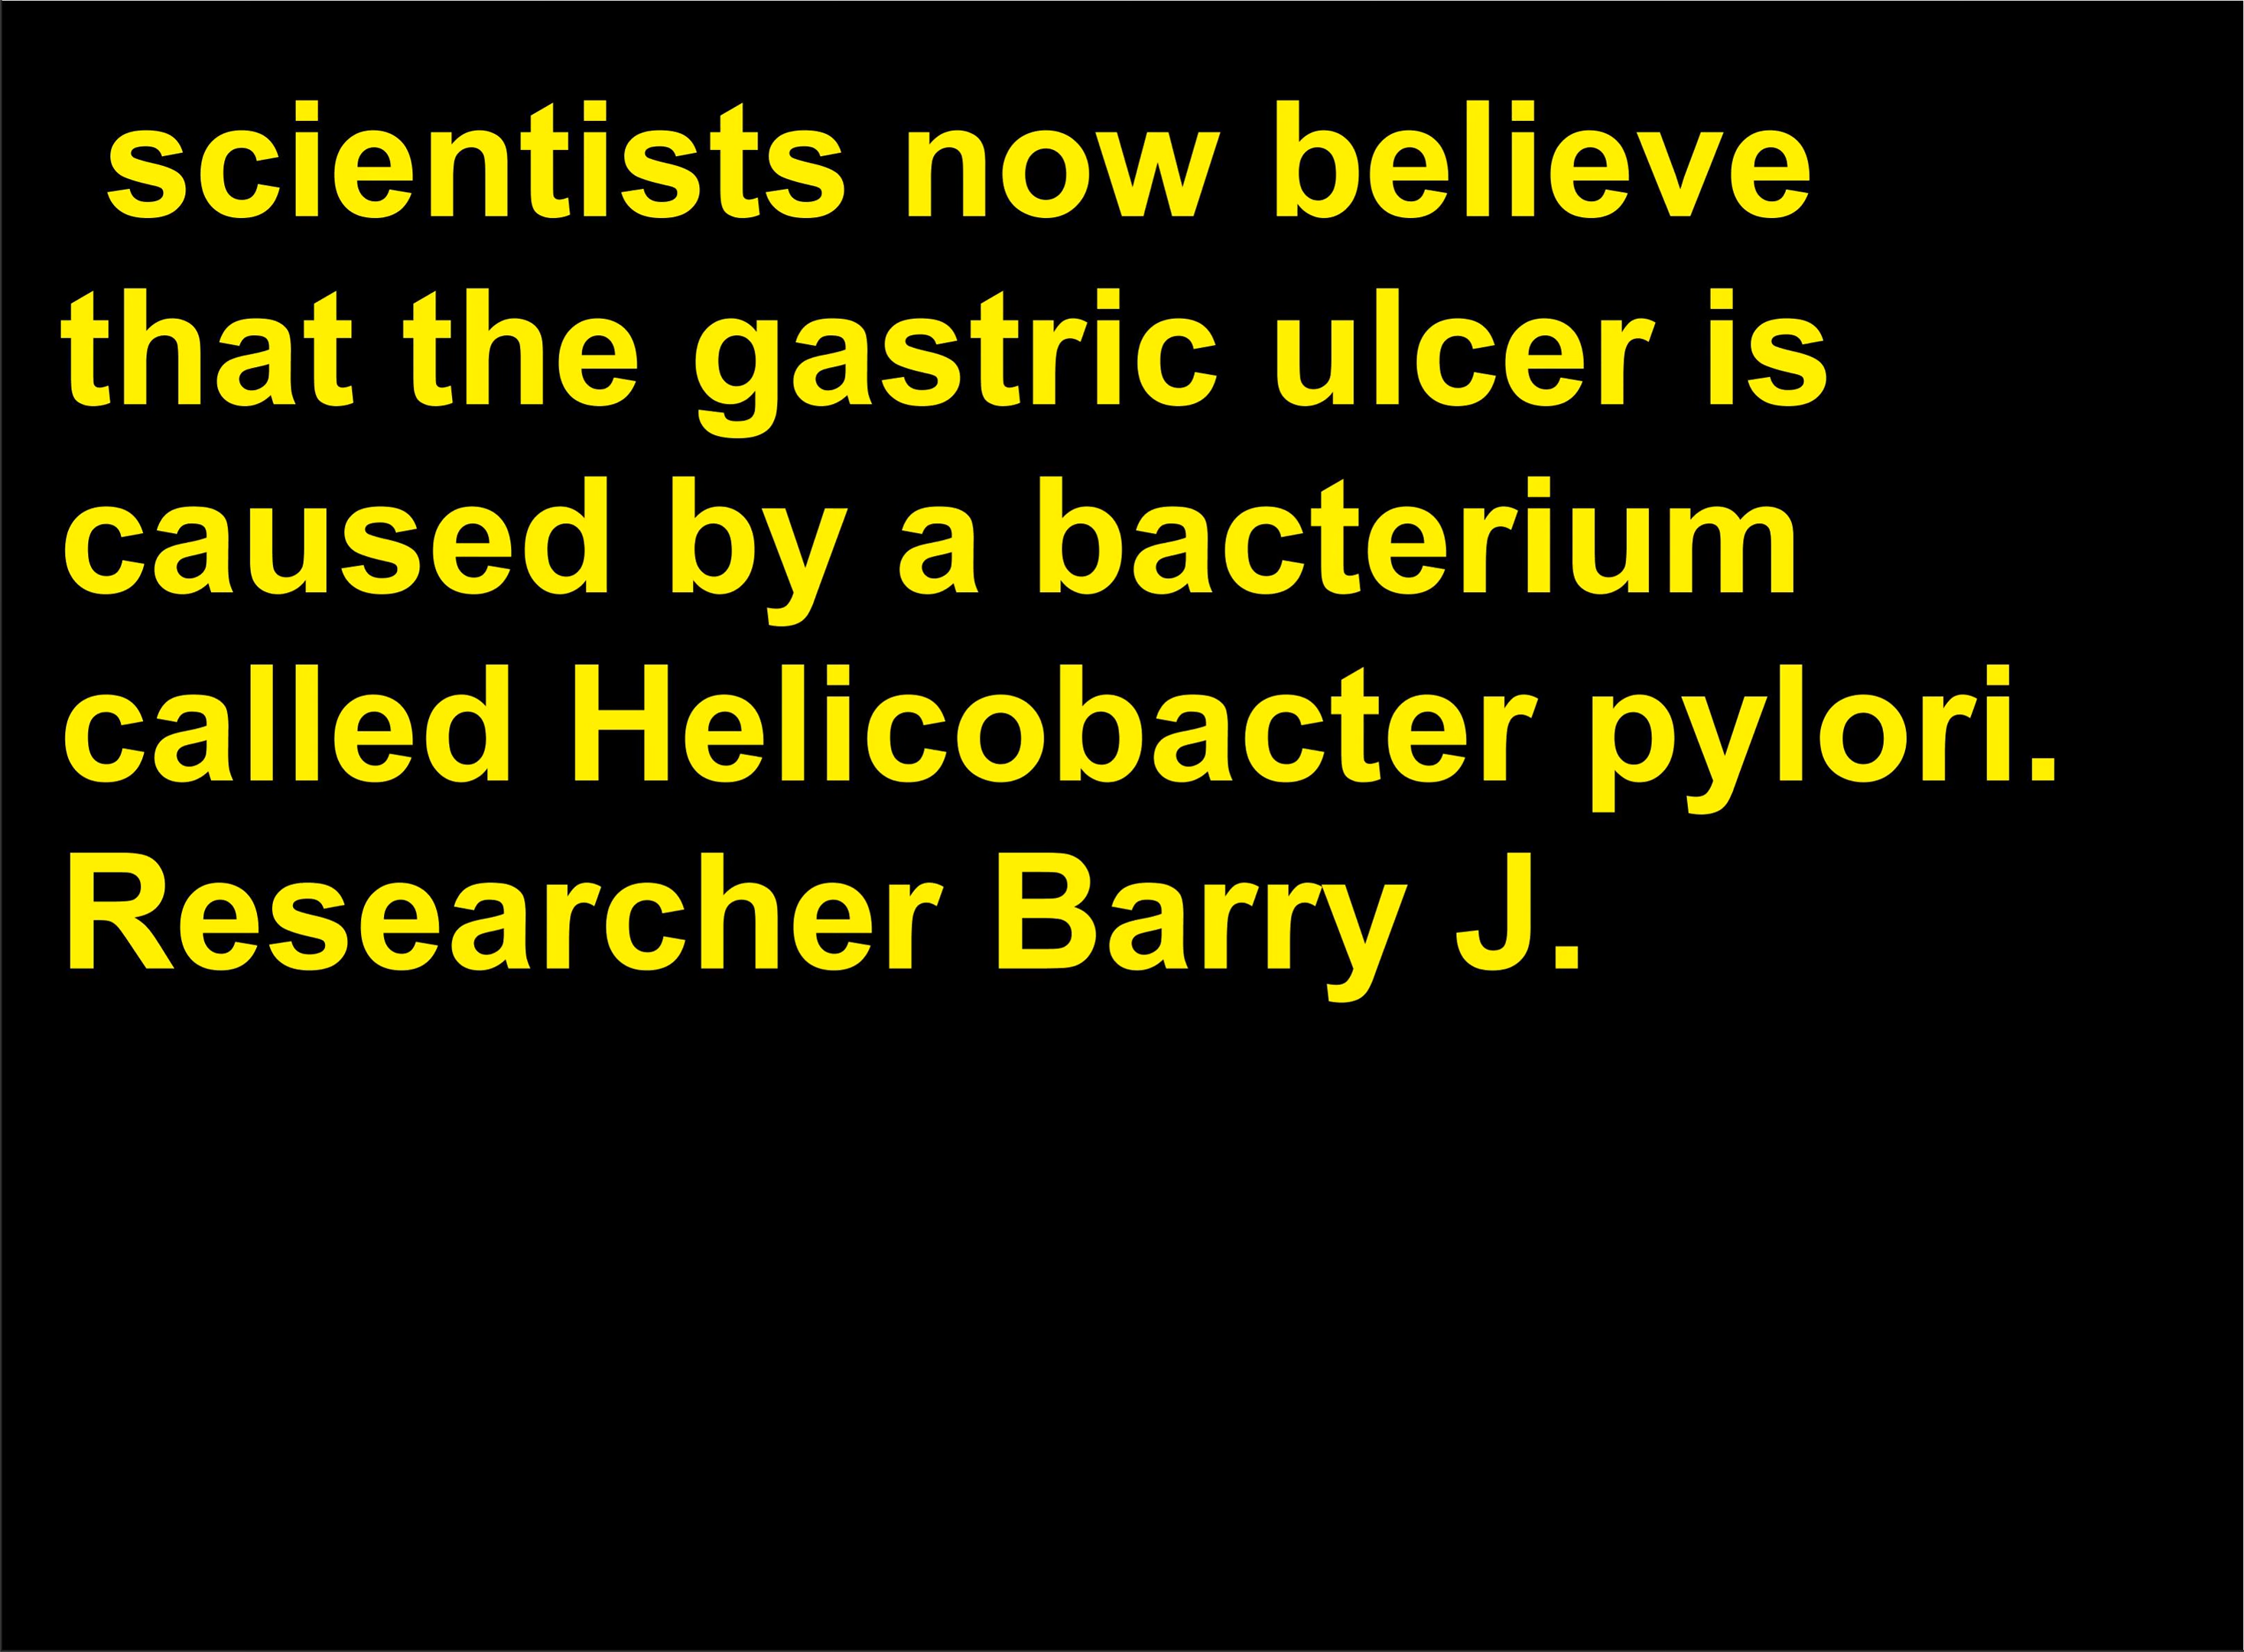 scientists now believe
that the gastric ulcer is
caused by a bacterium
called Helicobacter pylori.
Researcher Barry J.